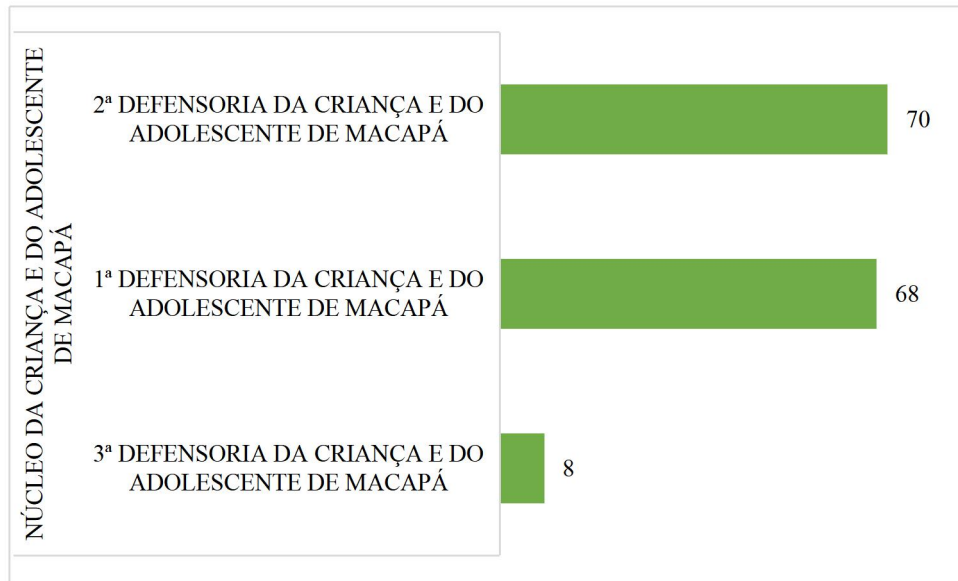 NÚCLEO DA CRIANÇA E DO ADOLESCENTE
DE MACAPÁ
2ª DEFENSORIA DA CRIANÇA E DO
ADOLESCENTE DE MACAPÁ
70
1ª DEFENSORIA DA CRIANÇA E DO
ADOLESCENTE DE MACAPÁ
68
3ª DEFENSORIA DA CRIANÇA E DO
ADOLESCENTE DE MACAPÁ
8